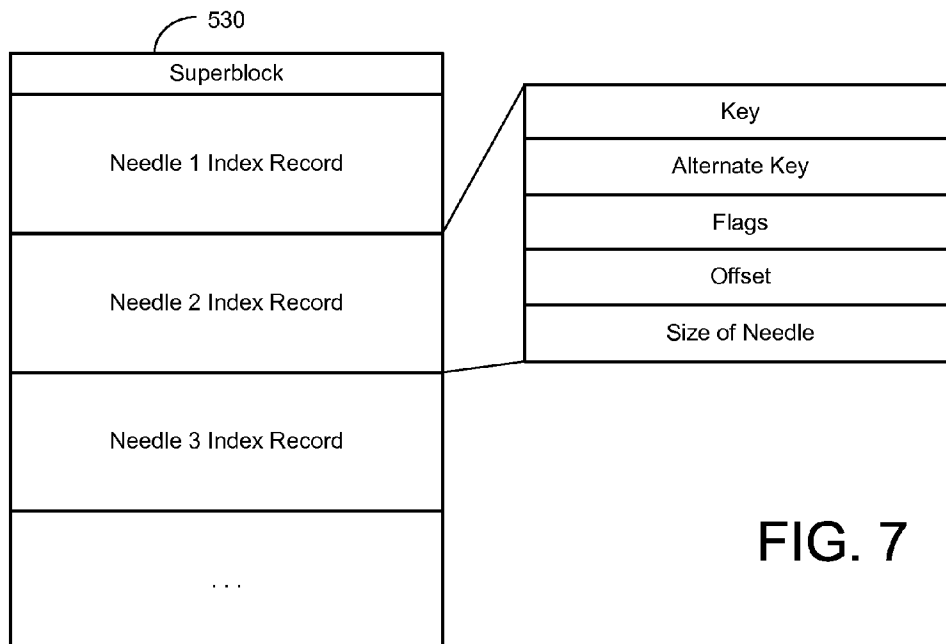 530
Superblock
Needle 1 Index Record
Needle 2 Index Record
Needle 3 Index Record
. . .
Key
Alternate Key
Flags
Offset
Size of Needle
FIG. 7